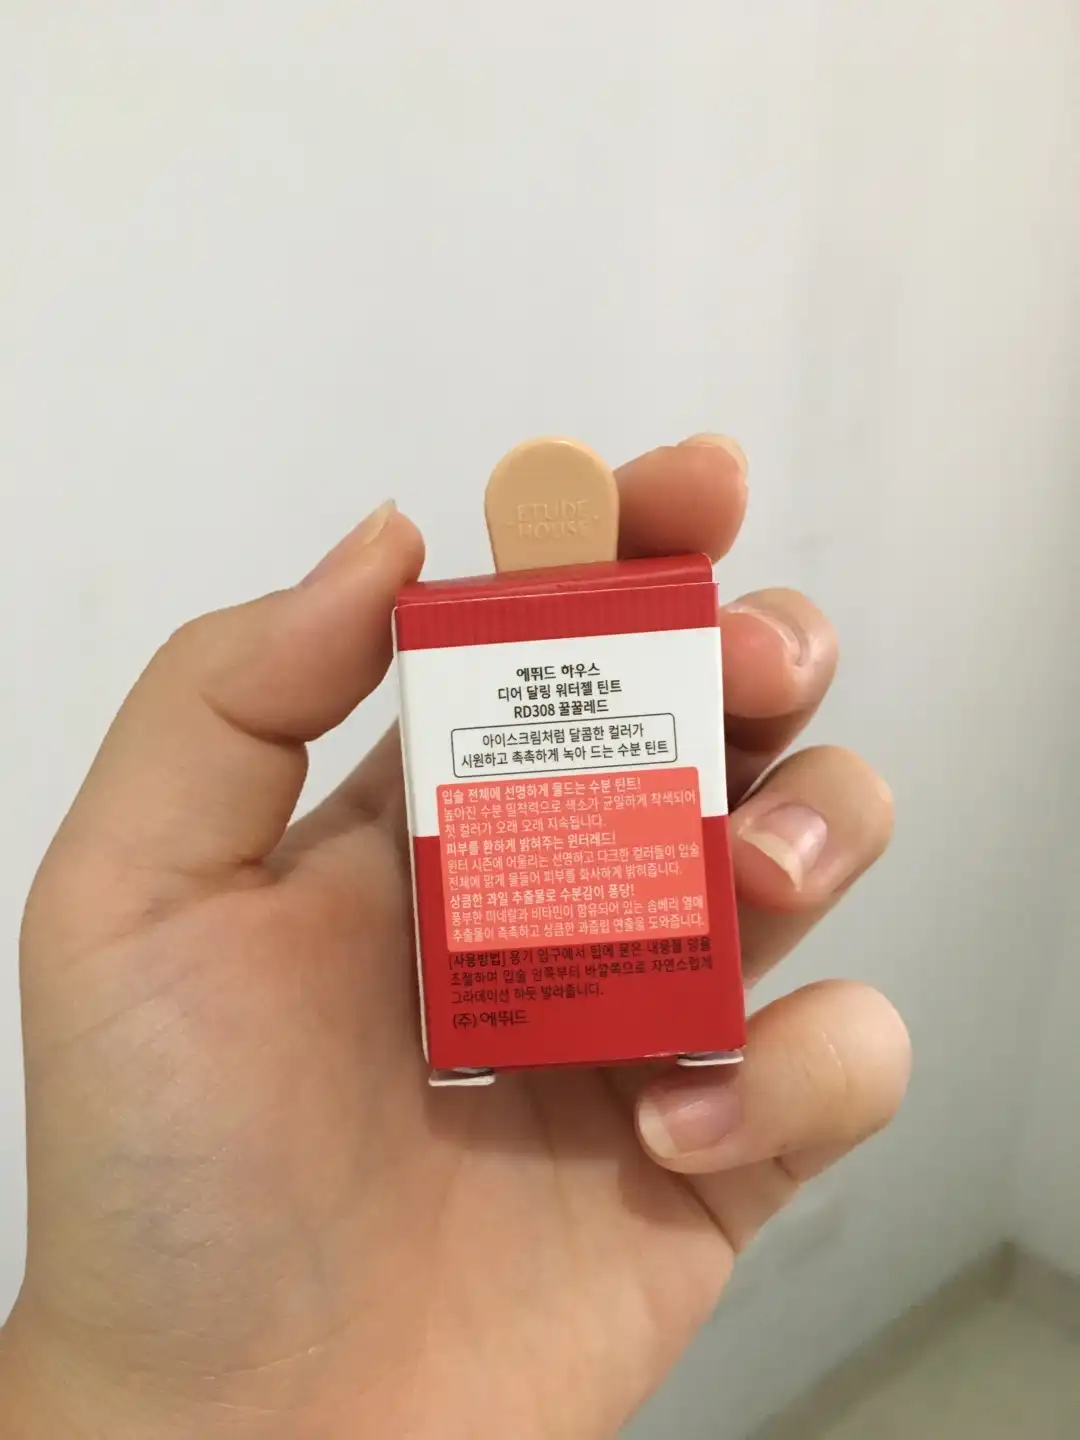 ETUDE
HOUSE
에뛰드 하우스
디어 달링 워터젤 틴트
RD308 꿀꿀레드
아이스크림처럼 달콤한 컬러가
시원하고 촉촉하게 녹아 드는 수분 틴트
입술 전체에 선명하게 물드는 수분 틴트!
높아진 수분 밀착력으로 색소가 균일하게 착색되어
첫 컬러가 오래 오래 지속됩니다.
피부를 환하게 밝혀주는 윈터레드!
윈터 시즌에 어울리는 선명하고 다크한 컬러들이 입술
전체에 맑게 물들어 피부를 화사하게 밝혀줍니다.
상큼한 과일 추출물로 수분감이 퐁당!
풍부한 미네랄과 비타민이 함유되어 있는 솜베리 열매
추출물이 촉촉하고 상큼한 과즙립 연출을 도와줍니다.
[사용방법] 용기 입구에서 팁에 묻은 내용물 양을
조절하며 입술 안쪽부터 바깥쪽으로 자연스럽게
그라데이션 하듯 발라줍니다.
(주)에뛰드